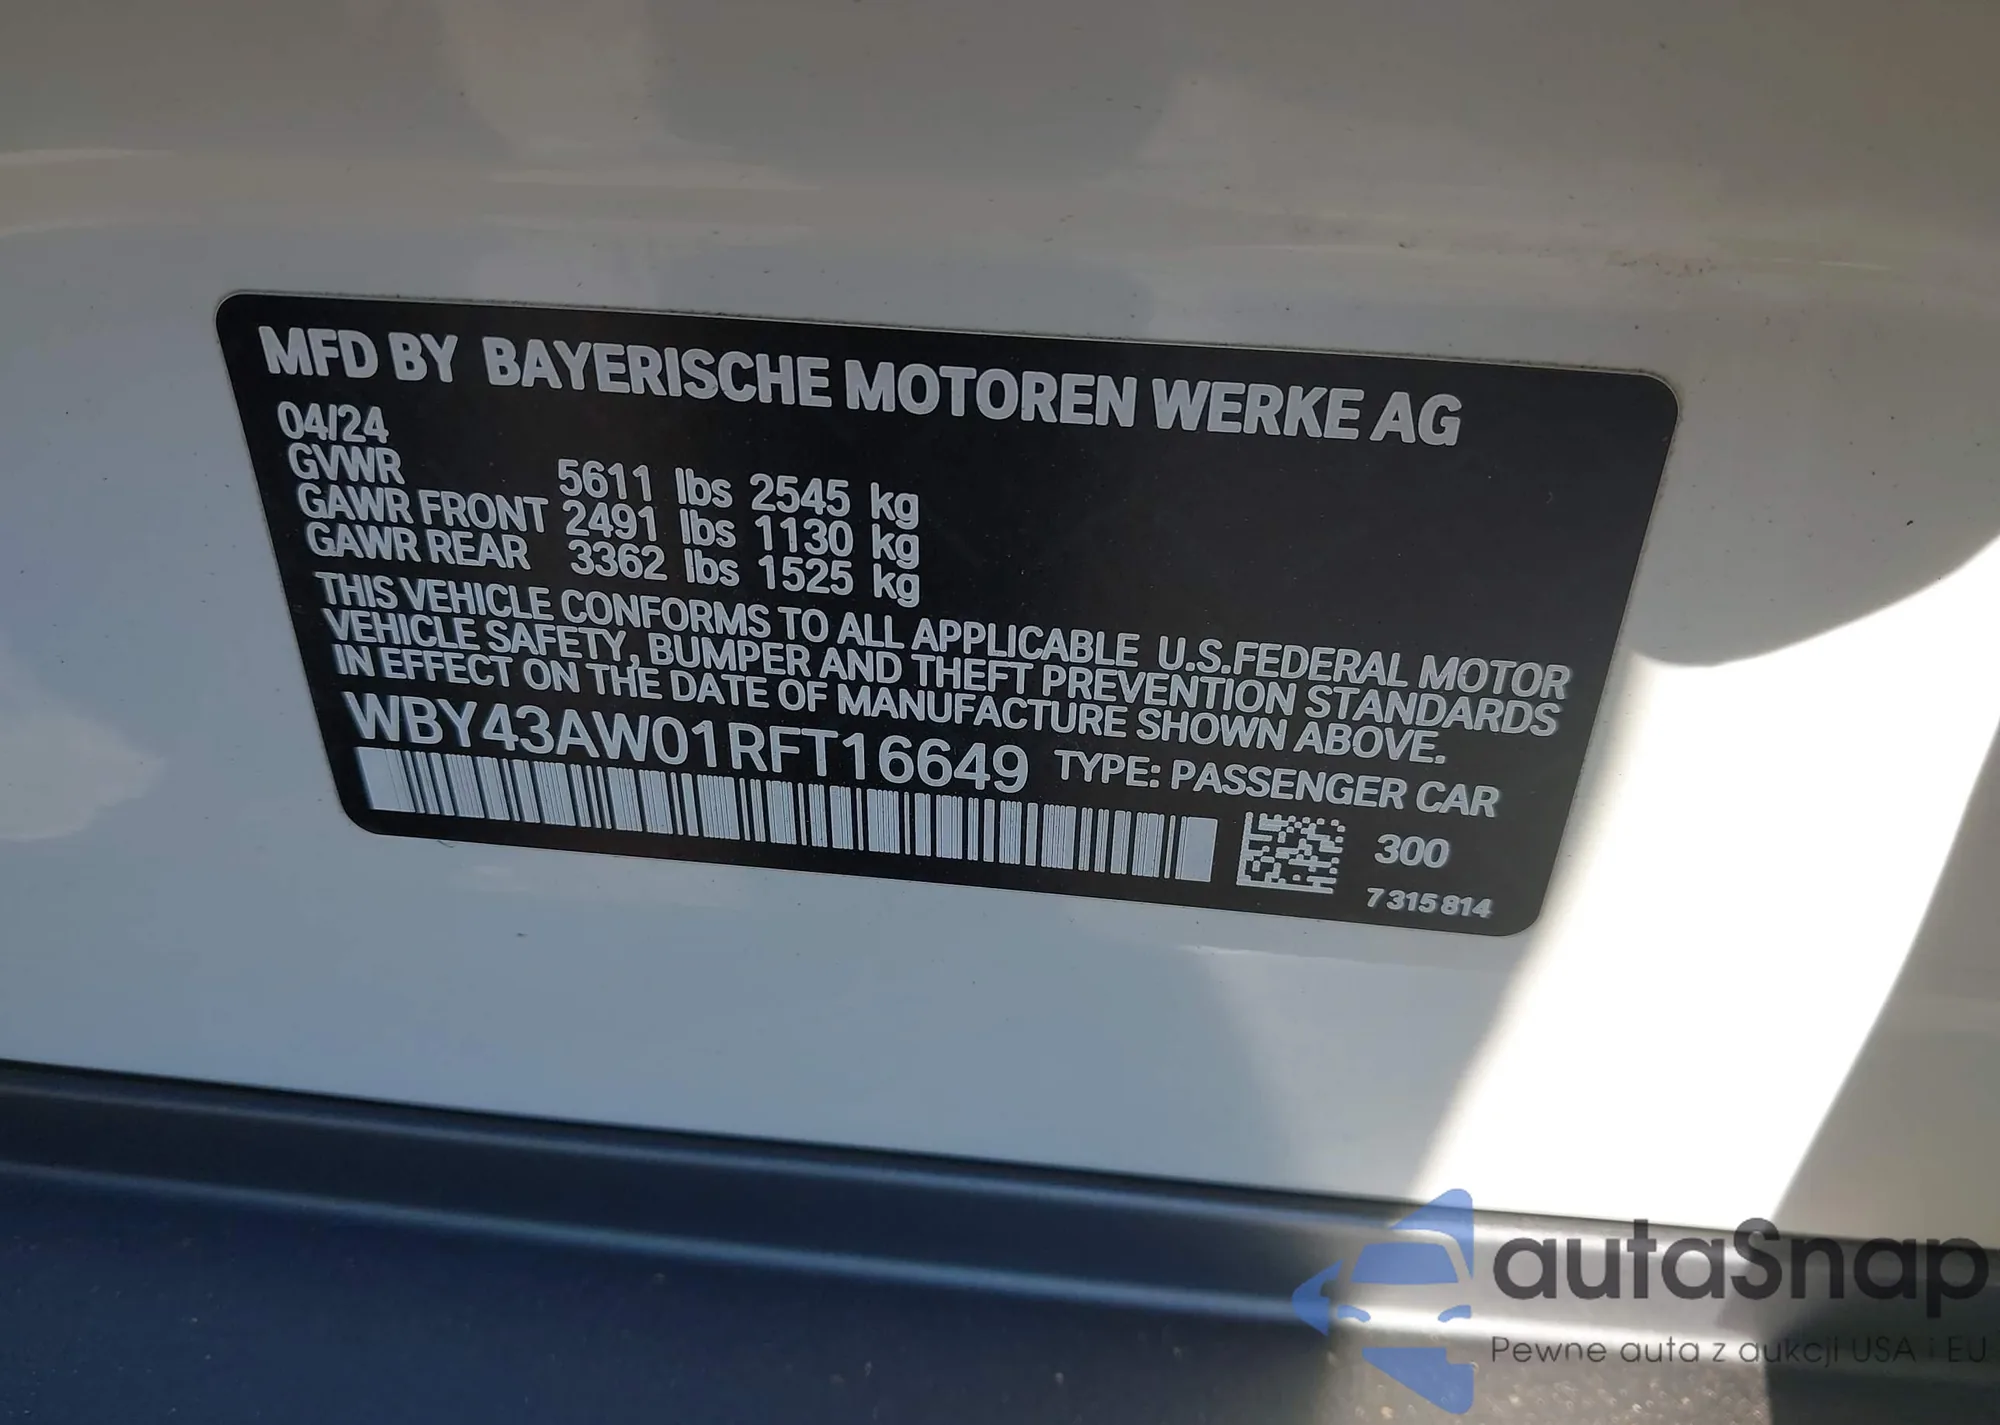 MFD BY BAYERISCHE MOTOREN WERKE AG
04/24
GVWR 5611 lbs 2545 kg
GAWR FRONT 2491 lbs 1130 kg
GAWR REAR 3362 lbs 1525 kg
THIS VEHICLE CONFORMS TO ALL APPLICABLE U.S.FEDERAL MOTOR
VEHICLE SAFETY, BUMPER AND THEFT PREVENTION STANDARDS
IN EFFECT ON THE DATE OF MANUFACTURE SHOWN ABOVE.
WBY43AW01RFT16649 TYPE: PASSENGER CAR
300
7 315 814
autaSnap
Pewne auta z aukcji USA i EU